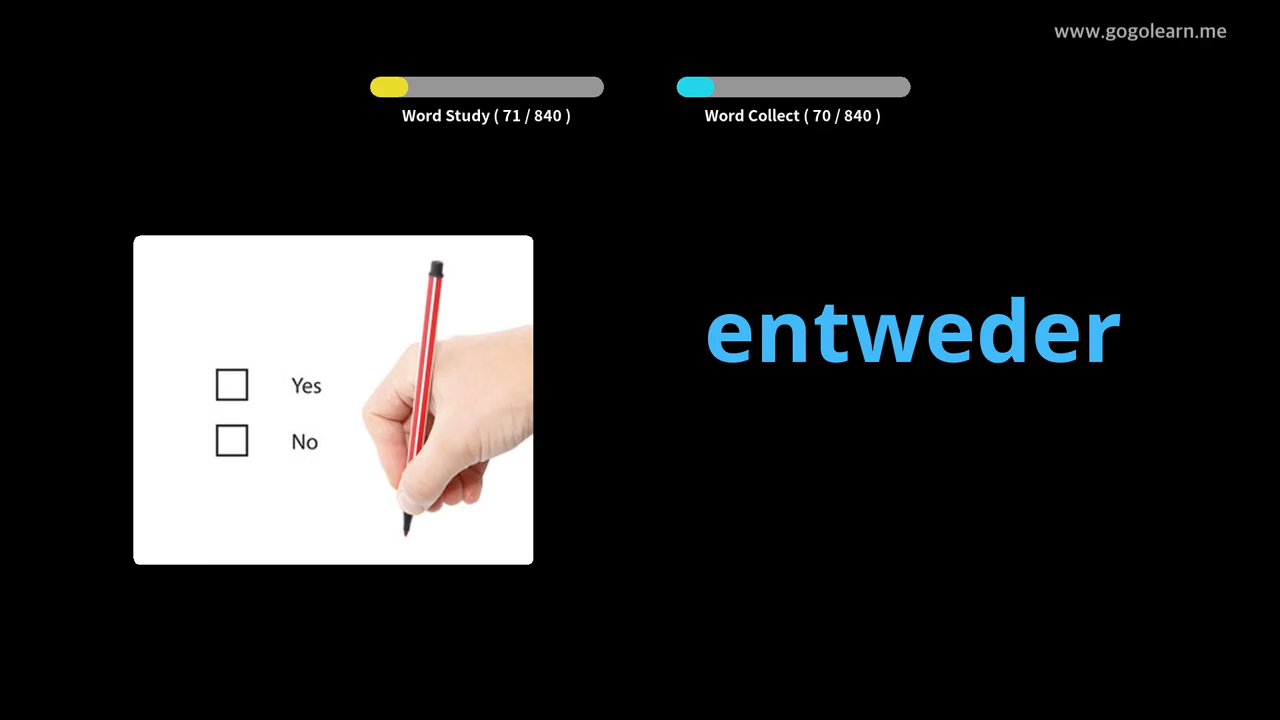 www.gogolearn.me
Word Study ( 71 / 840 )
Word Collect ( 70 / 840 )
entweder
Yes
No